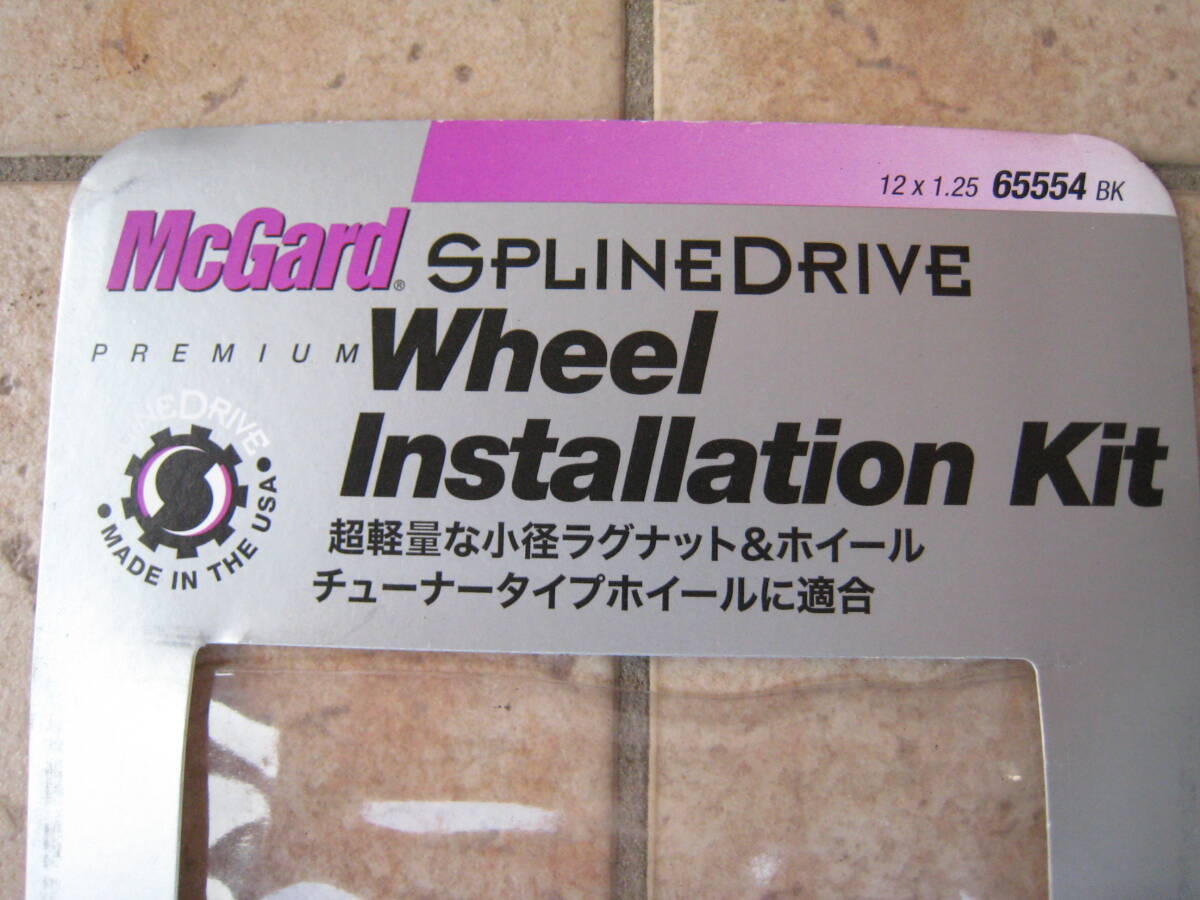 12 x 1.25 65554 BK
McGard® SPLINEDRIVE
PREMIUM Wheel
Installation Kit
超軽量な小径ラグナット&ホイール
チューナータイプホイールに適合
SPLINEDRIVE
• MADE IN THE USA •